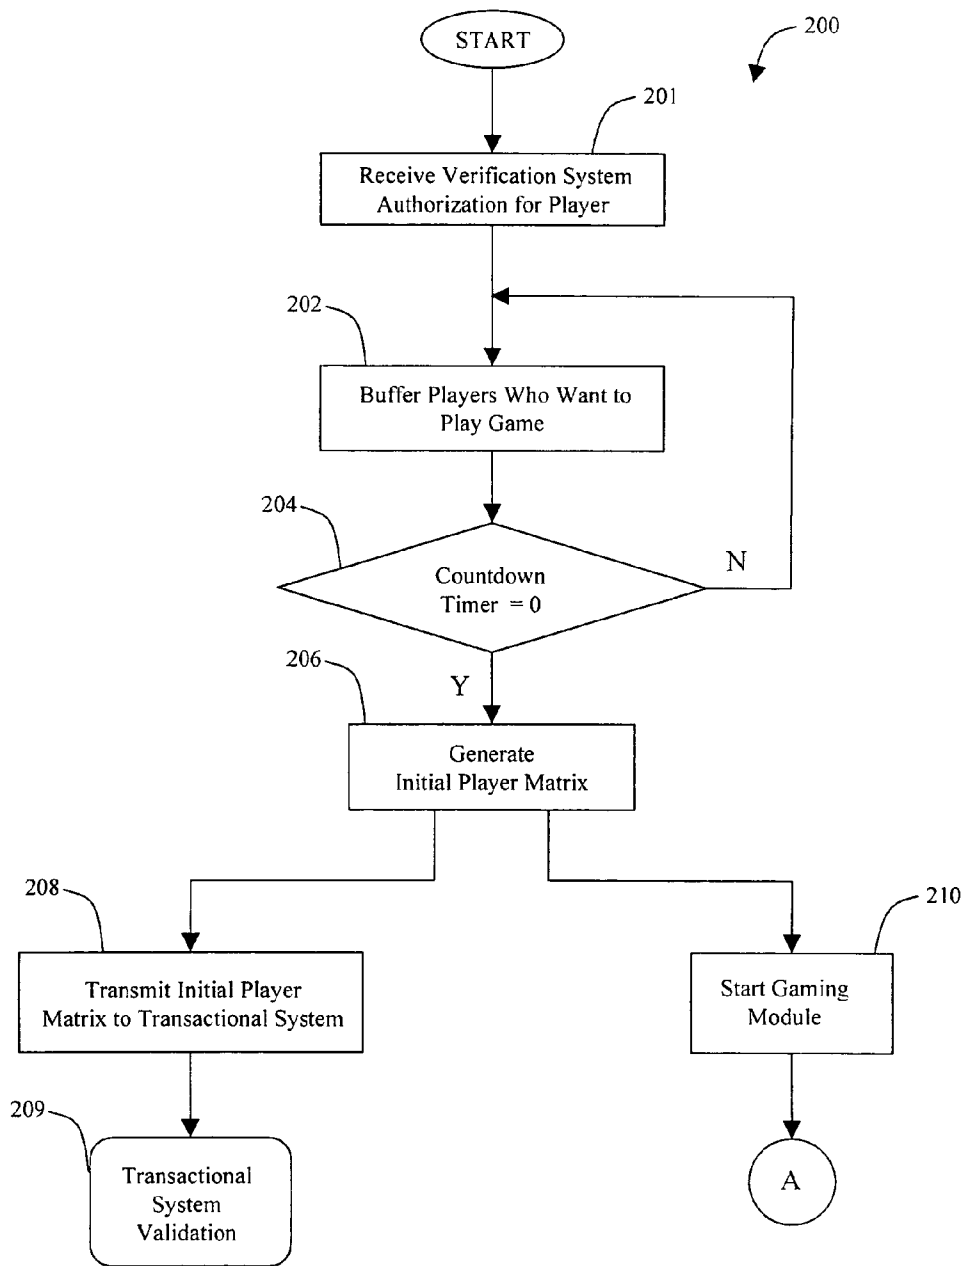 START
200
201
Receive Verification System
Authorization for Player
202
Buffer Players Who Want to
Play Game
204
Countdown
Timer = 0
N
206
Y
Generate
Initial Player Matrix
208
210
Transmit Initial Player
Matrix to Transactional System
Start Gaming
Module
209
Transactional
System
Validation
A